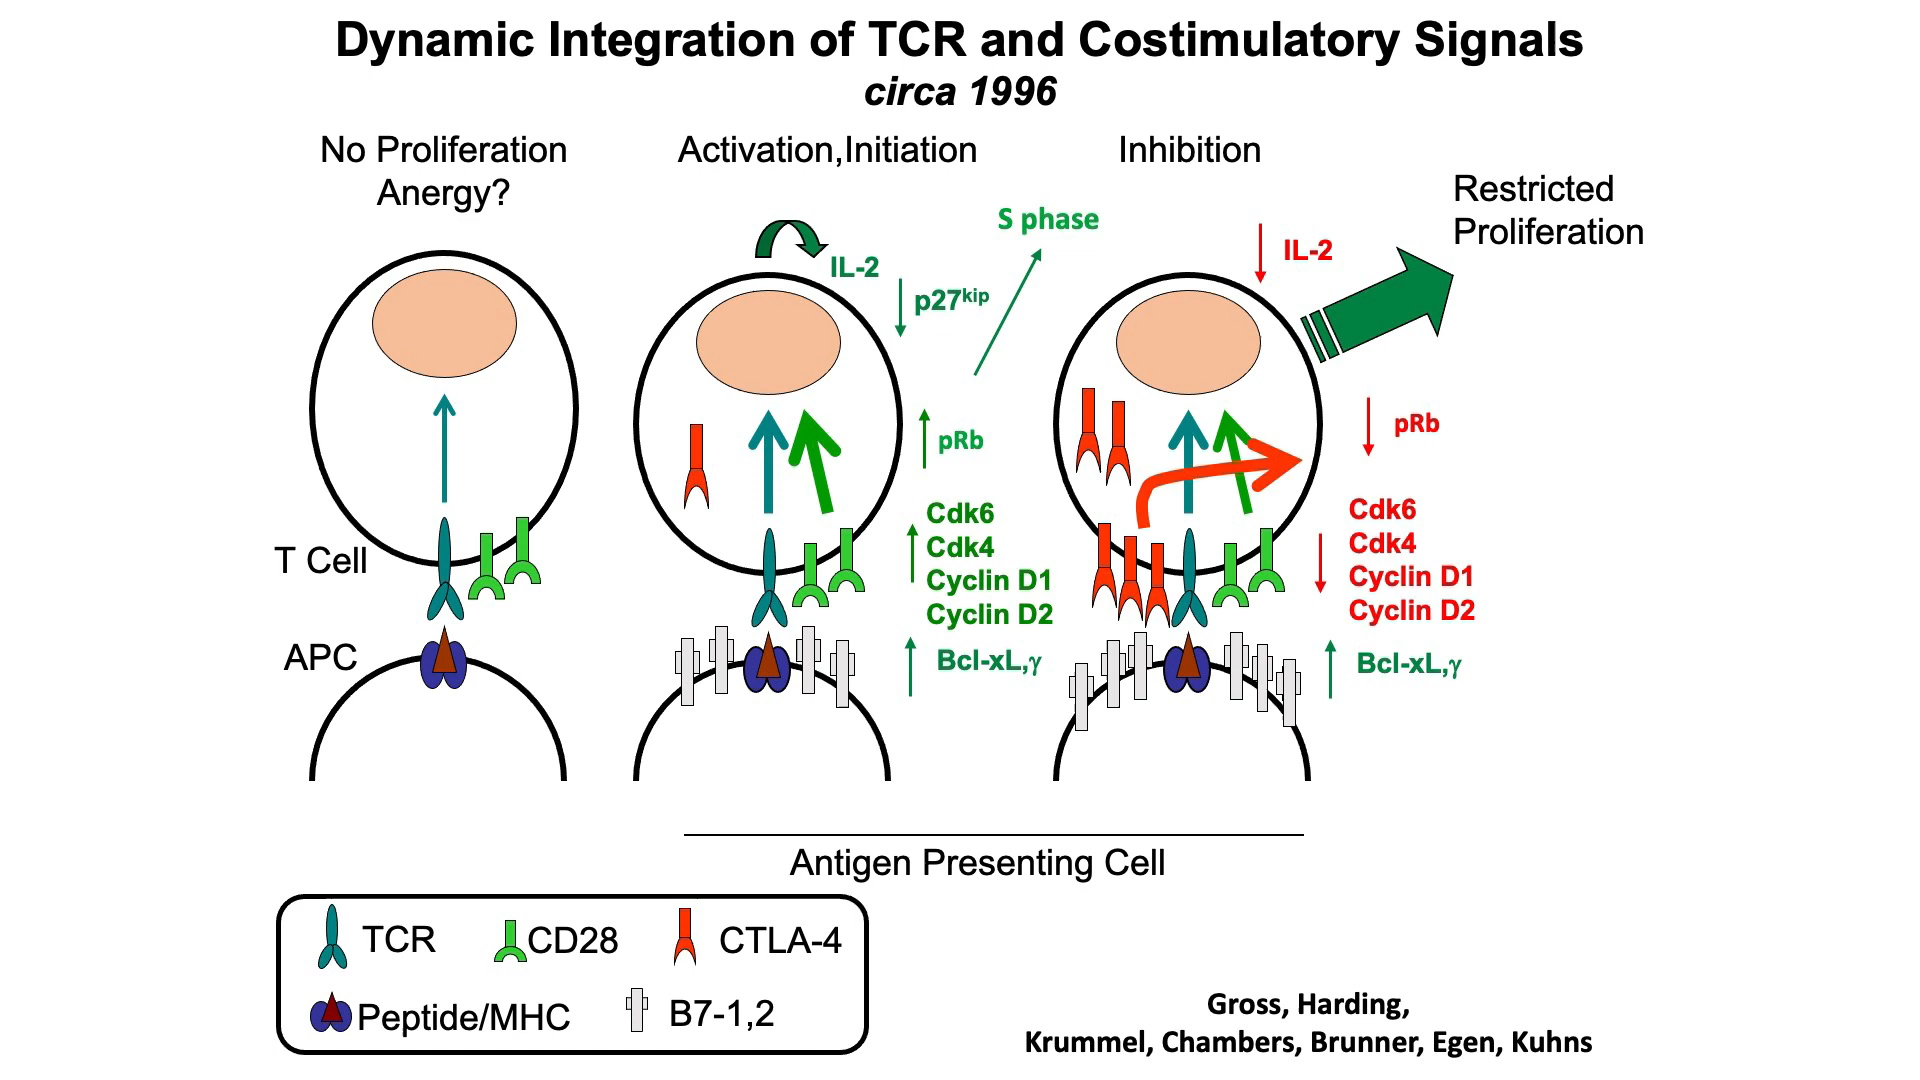 Dynamic Integration of TCR and Costimulatory Signals
circa 1996
No Proliferation
Anergy?
Activation,Initiation
Inhibition
Restricted
Proliferation
S phase
IL-2
p27kip
pRb
Cdk6
Cdk4
Cyclin D1
Cyclin D2
Bcl-xL,γ
IL-2
pRb
Cdk6
Cdk4
Cyclin D1
Cyclin D2
Bcl-xL,γ
T Cell
APC
Antigen Presenting Cell
TCR
CD28
CTLA-4
Peptide/MHC
B7-1,2
Gross, Harding,
Krummel, Chambers, Brunner, Egen, Kuhns